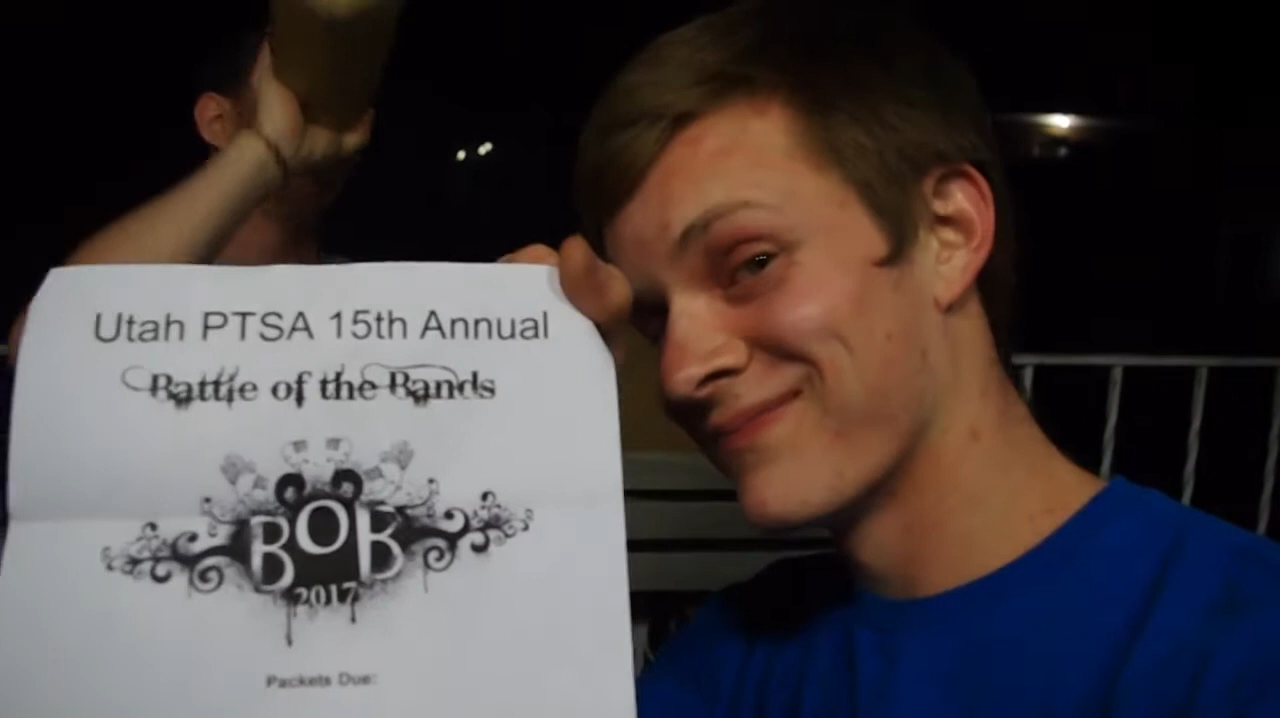 Utah PTSA 15th Annual
Battle of the Bands
BOB
2017
Packets Due: